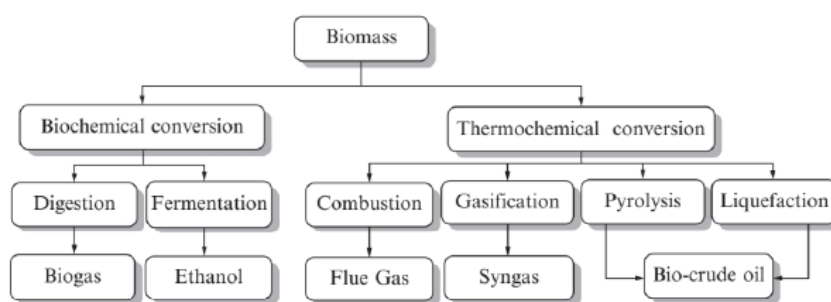 Biomass
Biochemical conversion
Thermochemical conversion
Digestion
Fermentation
Combustion
Gasification
Pyrolysis
Liquefaction
Biogas
Ethanol
Flue Gas
Syngas
Bio-crude oil